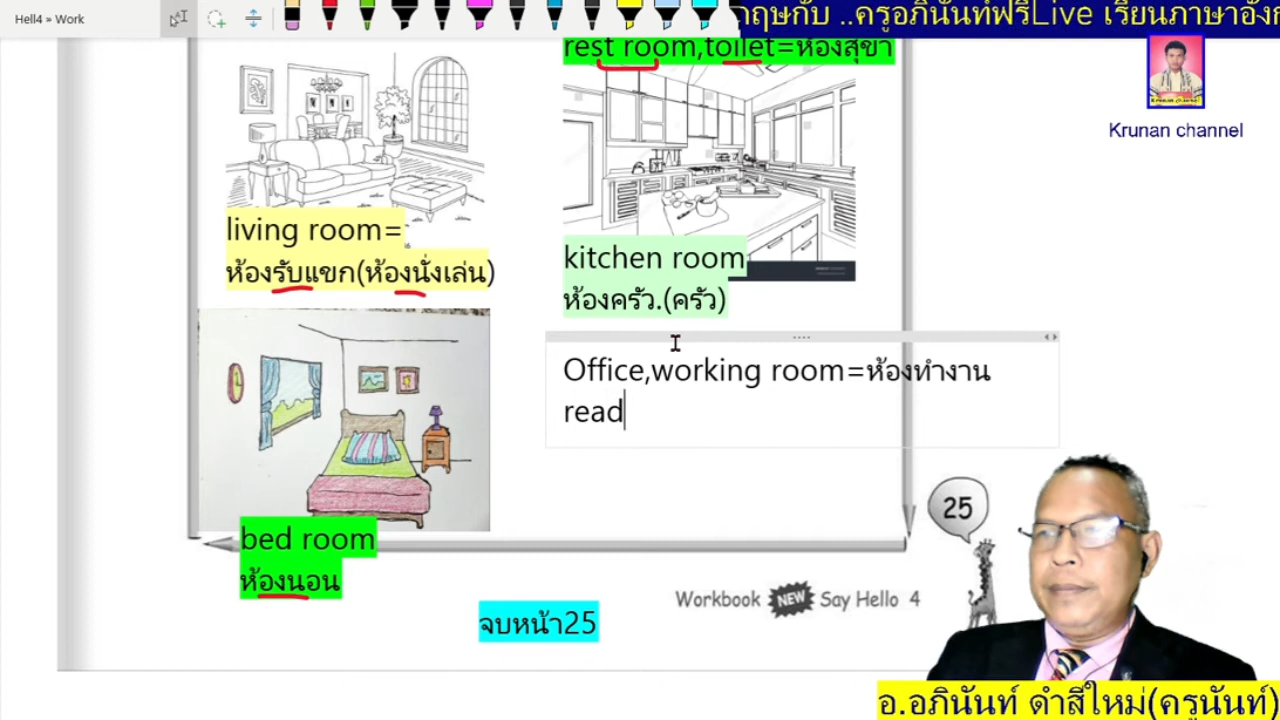 Hell4 » Work
ฤษกับ ..ครูอภินันท์ฟรีLive เรียนภาษาอัง
Krunan channel
rest room,toilet=ห้องสุขา
living room=
ห้องรับแขก(ห้องนั่งเล่น)
kitchen room
ห้องครัว.(ครัว)
Office,working room=ห้องทำงาน
read
bed room
ห้องนอน
25
Workbook NEW Say Hello 4
จบหน้า25
อ.อภินันท์ ดำสีใหม่(ครูนันท์)